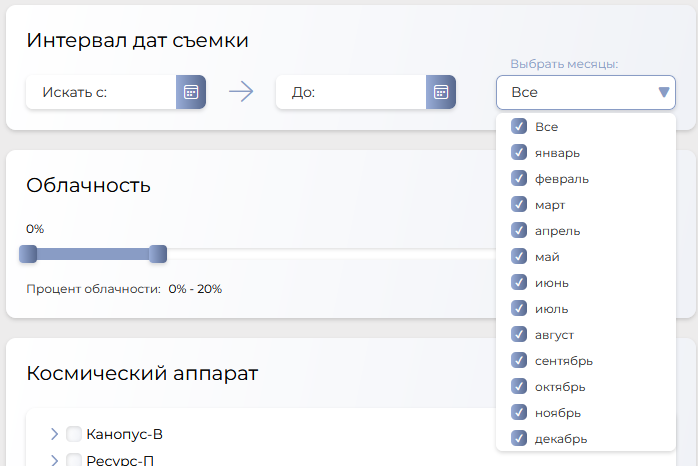 Интервал дат съемки
Выбрать месяцы:
Искать с:
До:
Все
Все
январь
февраль
март
апрель
май
июнь
июль
август
сентябрь
октябрь
ноябрь
декабрь
Облачность
0%
Процент облачности: 0% - 20%
Космический аппарат
Канопус-В
Ресурс-П